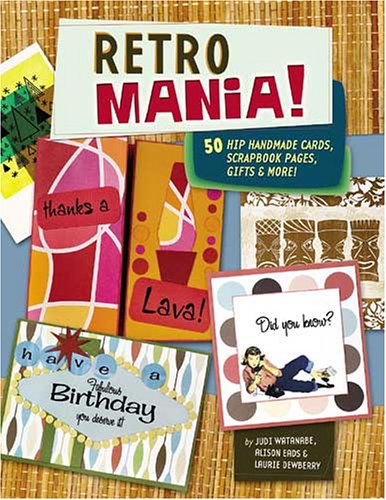 RETRO
MANiA!
50 HIP HANDMADE CARDS,
SCRAPBOOK PAGES,
GIFTS & MORE!
thanks a
Lava!
Did you know?
have a
Fabulous
Birthday
you deserve it!
by JUDI WATANABE,
ALISON EADS &
LAURIE DEWBERRY